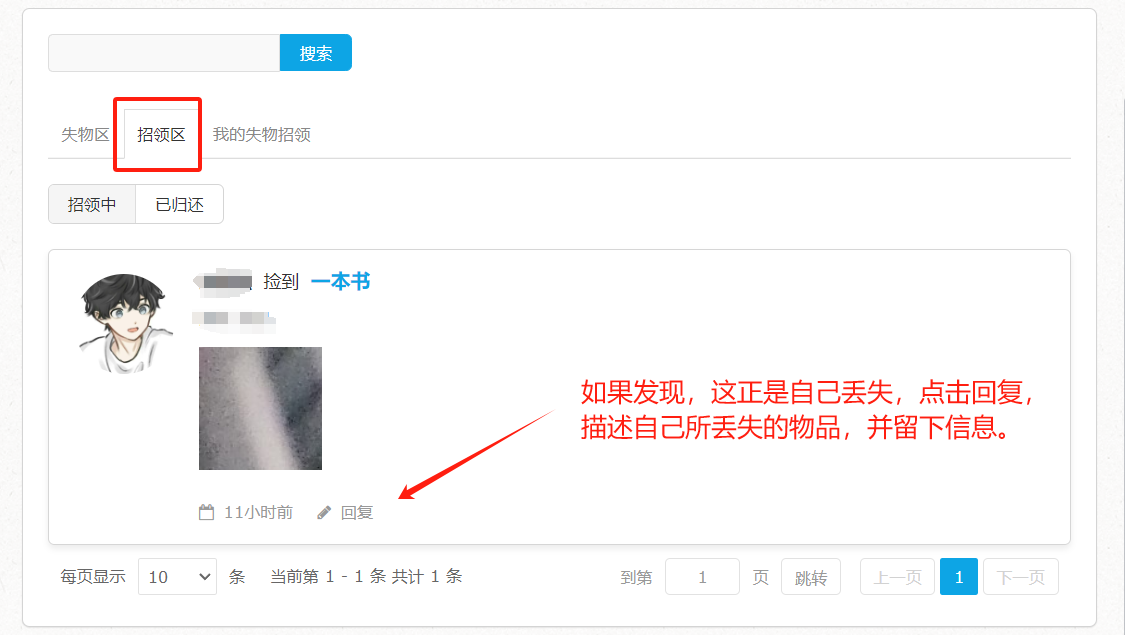 搜索
失物区 招领区 我的失物招领
招领中 已归还
捡到 一本书
如果发现，这正是自己丢失，点击回复，
描述自己所丢失的物品，并留下信息。
11小时前 回复
每页显示 10 条 当前第 1 - 1 条 共计 1 条 到第 1 页 跳转 上一页 1 下一页